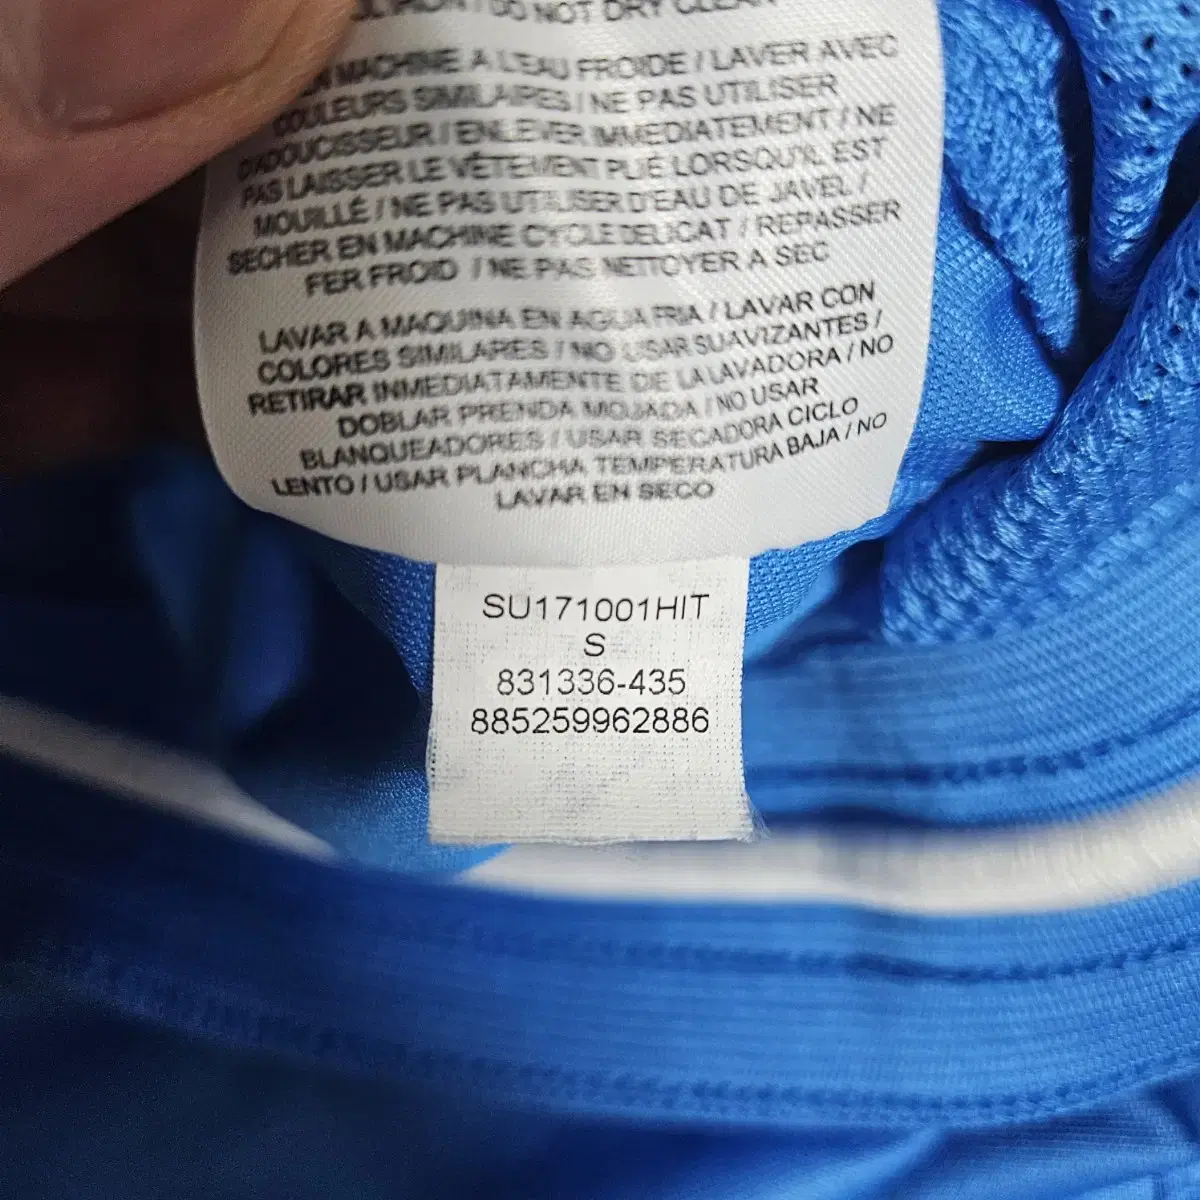 DO NOT DRY CLEAN
MACHINE A L'EAU FROIDE / LAVER AVEC
COULEURS SIMILAIRES / NE PAS UTILISER
D'ADOUCISSEUR / ENLEVER IMMEDIATEMENT / NE
PAS LAISSER LE VÊTEMENT PLIÉ LORSQU'IL EST
MOUILLÉ / NE PAS UTILISER D'EAU DE JAVEL /
SECHER EN MACHINE CYCLE DELICAT / REPASSER
FER FROID / NE PAS NETTOYER A SEC
LAVAR A MAQUINA EN AGUA FRIA / LAVAR CON
COLORES SIMILARES / NO USAR SUAVIZANTES /
RETIRAR INMEDIATAMENTE DE LA LAVADORA / NO
DOBLAR PRENDA MOJADA / NO USAR
BLANQUEADORES / USAR SECADORA CICLO
LENTO / USAR PLANCHA TEMPERATURA BAJA / NO
LAVAR EN SECO
SU171001HIT
S
831336-435
885259962886